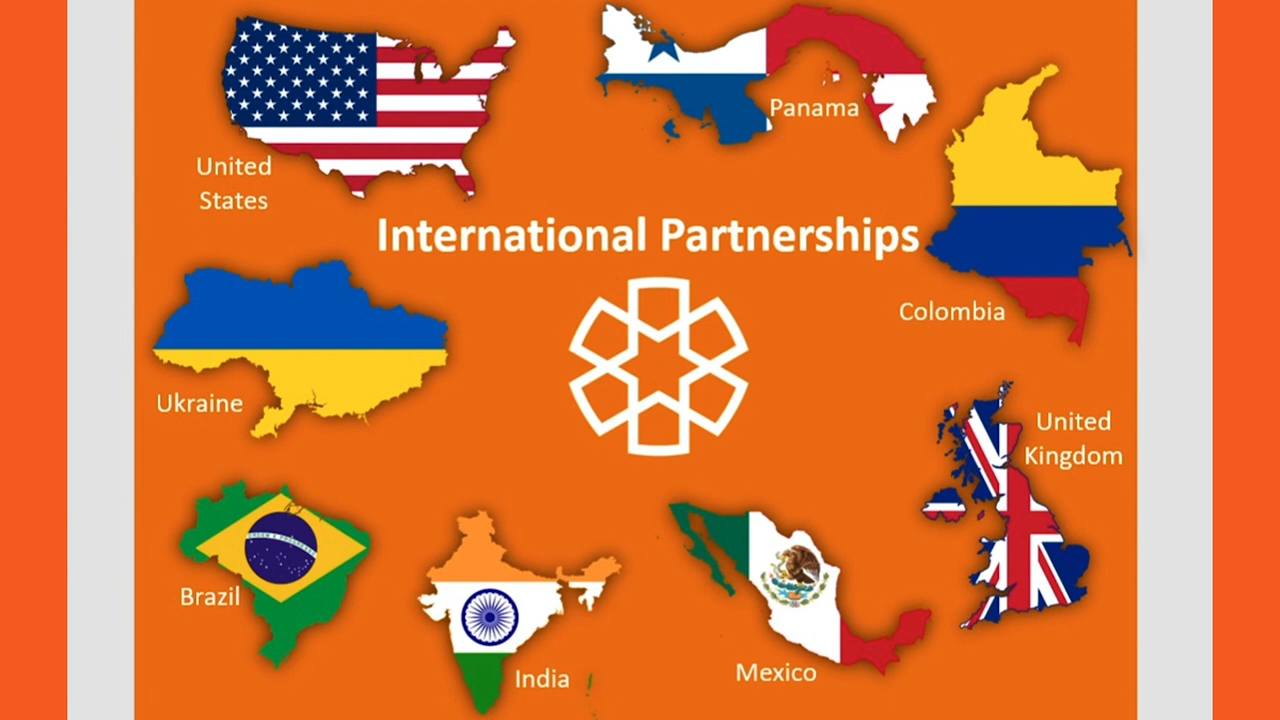 Panama
United
States
International Partnerships
Colombia
Ukraine
United
Kingdom
Brazil
India
Mexico